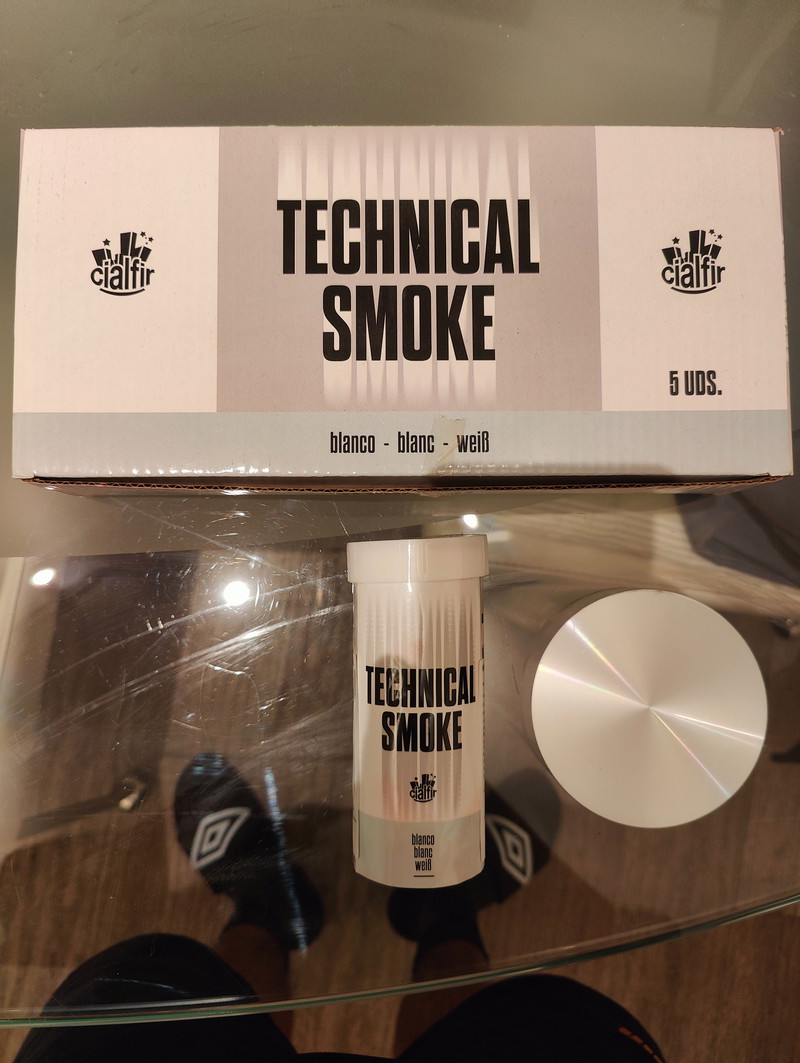 TECHNICAL
SMOKE
cialfir
cialfir
5 UDS.
blanco - blanc - weiß
TECHNICAL
SMOKE
cialfir
blanco
blanc
weiß